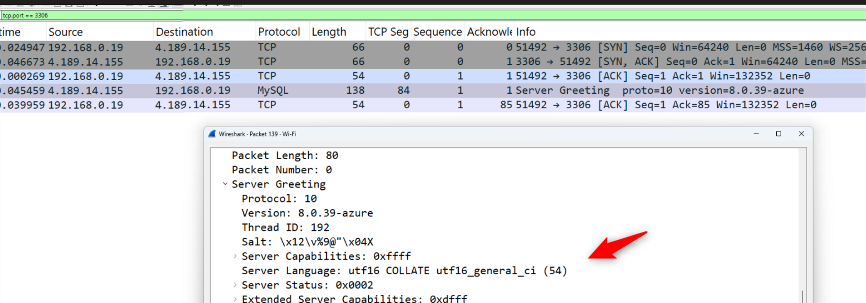 tcp.port == 3306
time Source Destination Protocol Length TCP Seg Sequence Acknowle Info
0.024947 192.168.0.19 4.189.14.155 TCP 66 0 0 0 51492 → 3306 [SYN] Seq=0 Win=64240 Len=0 MSS=1460 WS=256
0.046673 4.189.14.155 192.168.0.19 TCP 66 0 0 1 3306 → 51492 [SYN, ACK] Seq=0 Ack=1 Win=64240 Len=0 MSS=
0.000269 192.168.0.19 4.189.14.155 TCP 54 0 1 1 51492 → 3306 [ACK] Seq=1 Ack=1 Win=132352 Len=0
0.045459 4.189.14.155 192.168.0.19 MySQL 138 84 1 1 Server Greeting proto=10 version=8.0.39-azure
0.039959 192.168.0.19 4.189.14.155 TCP 54 0 1 85 51492 → 3306 [ACK] Seq=1 Ack=85 Win=132352 Len=0
Wireshark · Packet 139 · Wi-Fi
Packet Length: 80
Packet Number: 0
Server Greeting
Protocol: 10
Version: 8.0.39-azure
Thread ID: 192
Salt: \x12\v%9@"\x04X
Server Capabilities: 0xffff
Server Language: utf16 COLLATE utf16_general_ci (54)
Server Status: 0x0002
Extended Server Capabilities: 0xdfff